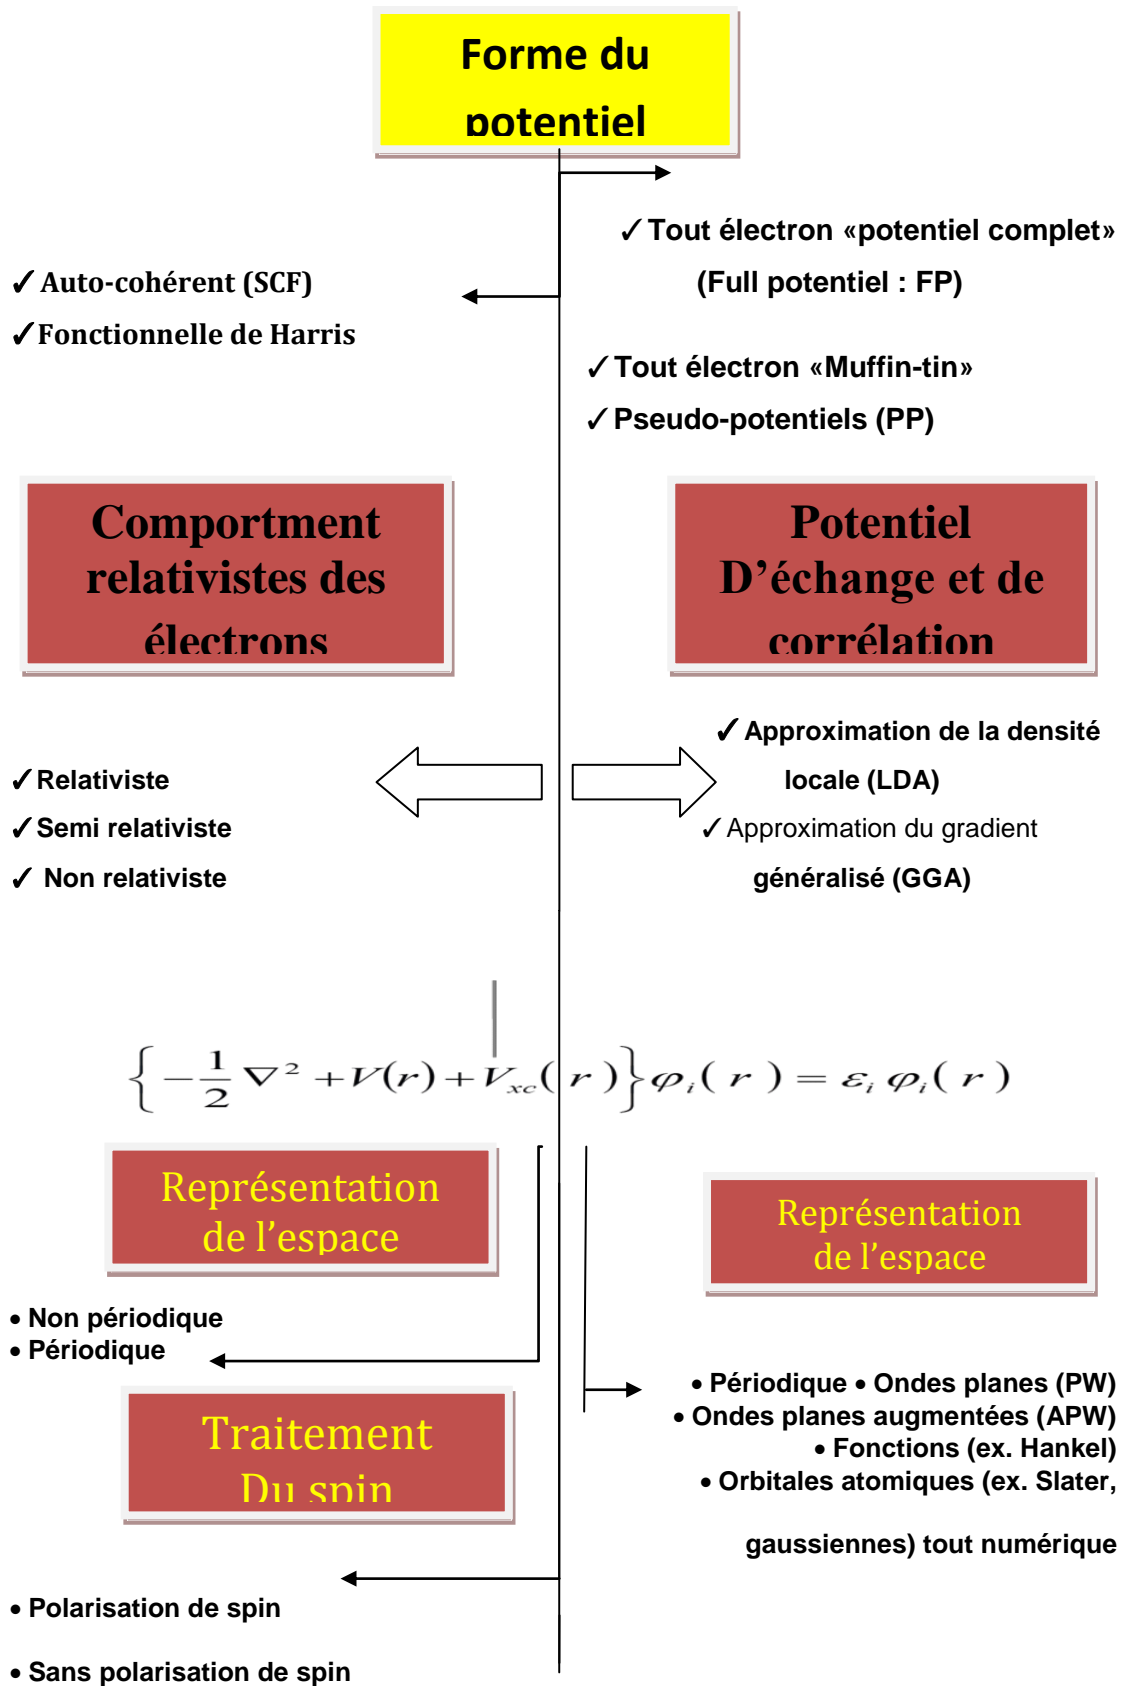 Forme du
potentiel
✓Tout électron «potentiel complet»
(Full potentiel : FP)
✓Auto-cohérent (SCF)
✓Fonctionnelle de Harris
✓Tout électron «Muffin-tin»
✓Pseudo-potentiels (PP)
Comportment
relativistes des
électrons
Potentiel
D’échange et de
corrélation
✓Approximation de la densité
locale (LDA)
✓Approximation du gradient
généralisé (GGA)
✓Relativiste
✓Semi relativiste
✓ Non relativiste
{ -1/2 ∇² +V(r)+V_xc( r )}φ_i( r ) = ε_i φ_i( r )
Représentation
de l’espace
Représentation
de l’espace
• Non périodique
• Périodique
• Périodique • Ondes planes (PW)
• Ondes planes augmentées (APW)
• Fonctions (ex. Hankel)
• Orbitales atomiques (ex. Slater,
gaussiennes) tout numérique
Traitement
Du spin
• Polarisation de spin
• Sans polarisation de spin